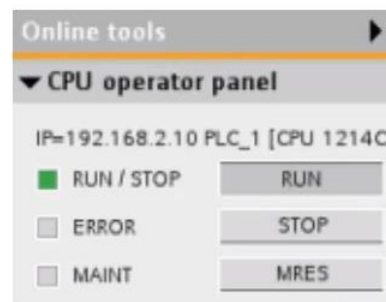 Online tools
CPU operator panel
IP=192.168.2.10 PLC_1 [CPU 1214C
RUN / STOP RUN
ERROR STOP
MAINT MRES